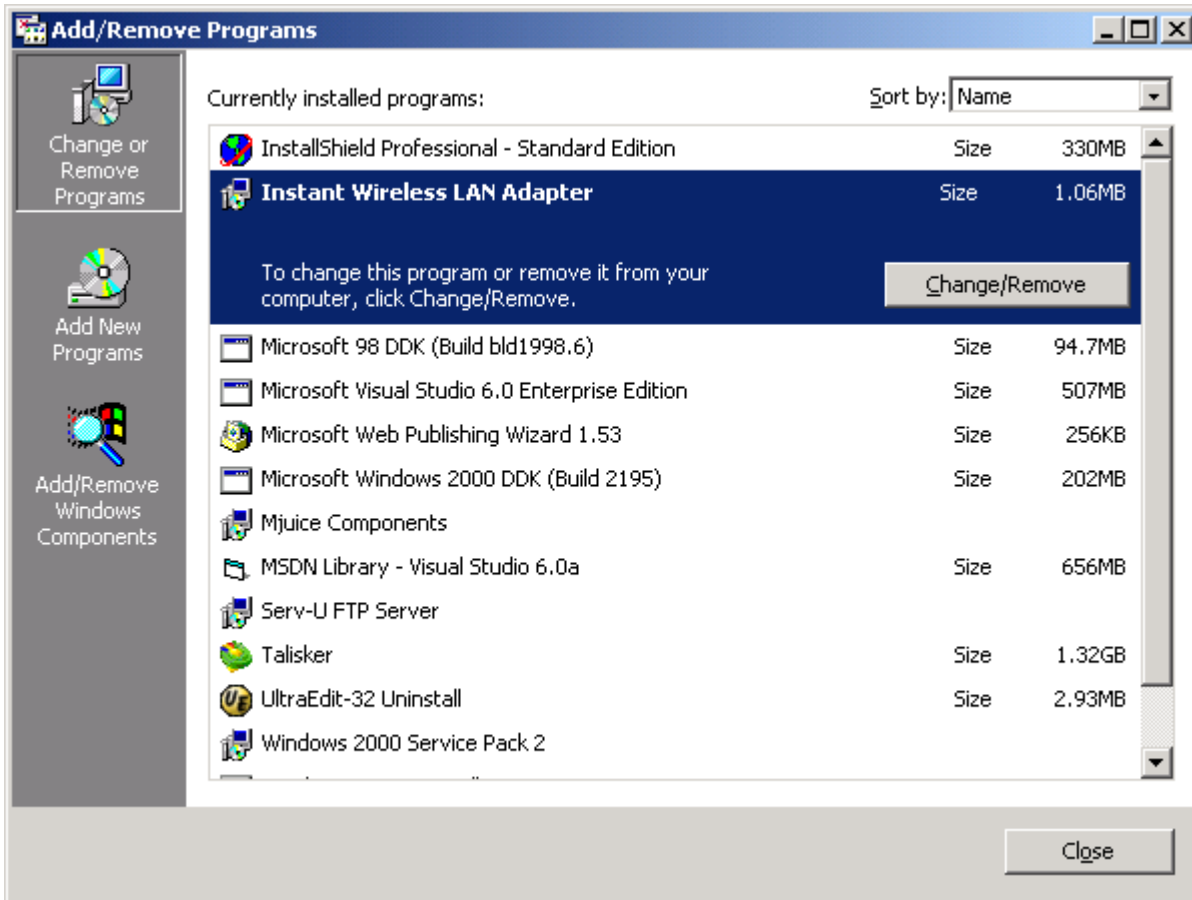 Add/Remove Programs
Change or
Remove
Programs
Add New
Programs
Add/Remove
Windows
Components
Currently installed programs:
Sort by: Name
InstallShield Professional - Standard Edition Size 330MB
Instant Wireless LAN Adapter Size 1.06MB
To change this program or remove it from your
computer, click Change/Remove.
Change/Remove
Microsoft 98 DDK (Build bld1998.6) Size 94.7MB
Microsoft Visual Studio 6.0 Enterprise Edition Size 507MB
Microsoft Web Publishing Wizard 1.53 Size 256KB
Microsoft Windows 2000 DDK (Build 2195) Size 202MB
Mjuice Components
MSDN Library - Visual Studio 6.0a Size 656MB
Serv-U FTP Server
Talisker Size 1.32GB
UltraEdit-32 Uninstall Size 2.93MB
Windows 2000 Service Pack 2
Close